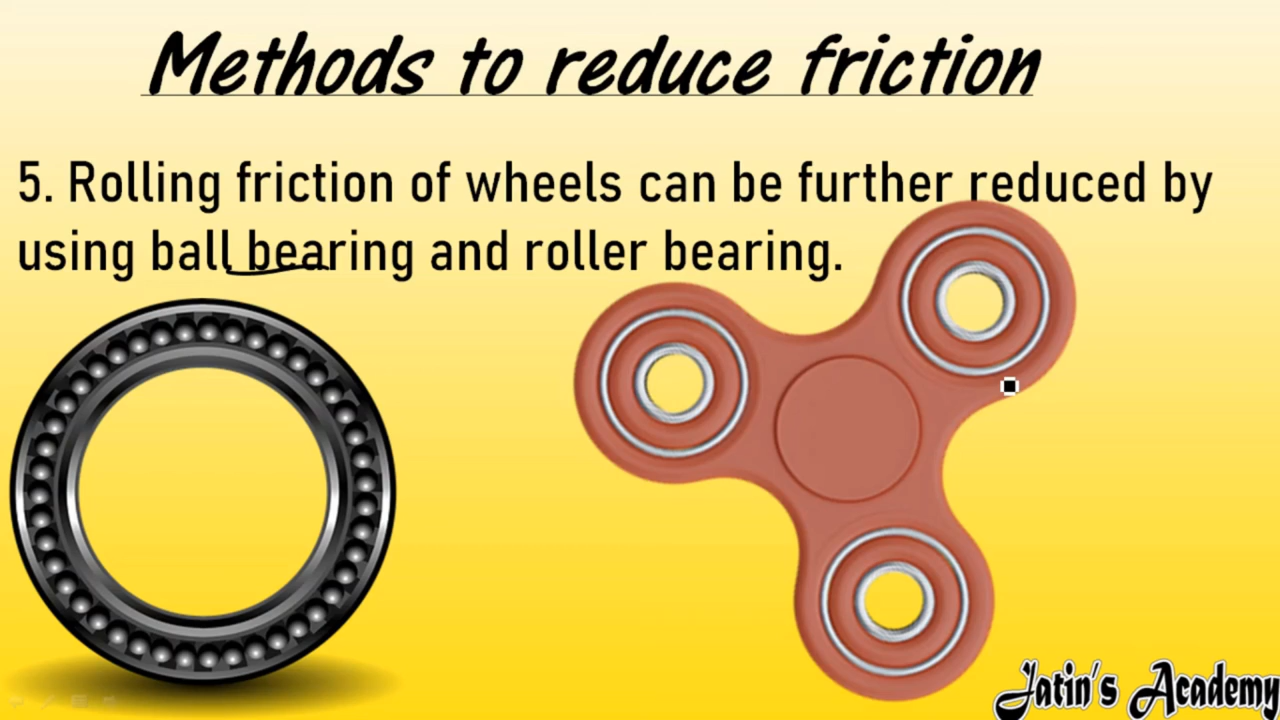 Methods to reduce friction
5. Rolling friction of wheels can be further reduced by
using ball bearing and roller bearing.
Jatin's Academy